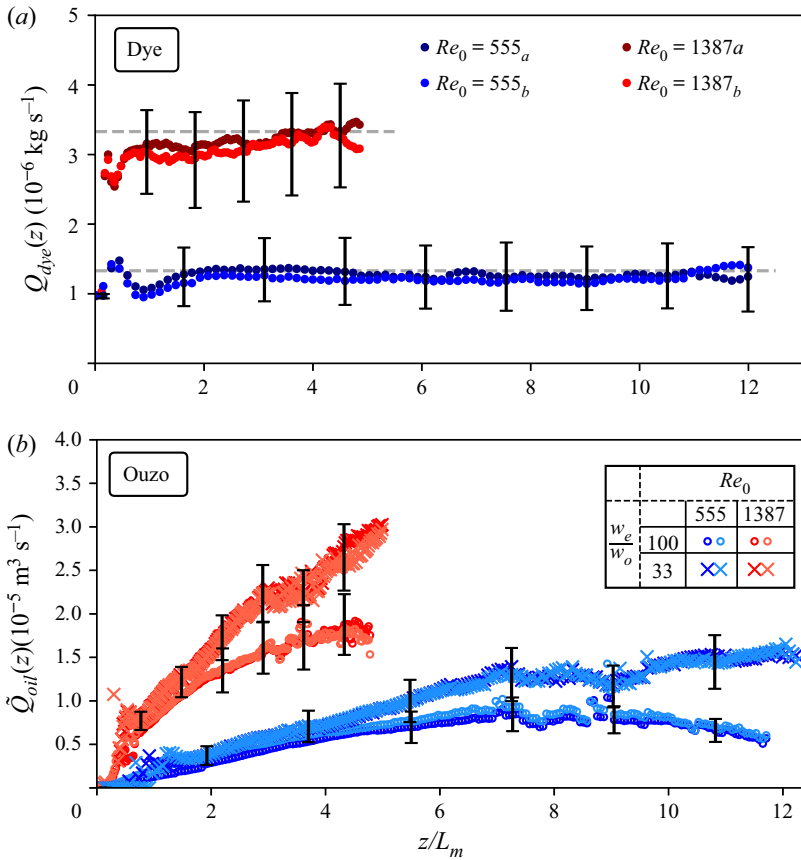 (a)
Dye
Re0 = 555a
Re0 = 1387a
Re0 = 555b
Re0 = 1387b
Qdye(z) (10−6 kg s−1)
5
4
3
2
1
0
2
4
6
8
10
12
(b)
Ouzo
Re0
we/wo
555
1387
100
33
Q̃oil(z)(10−5 m3 s−1)
4.0
3.5
3.0
2.5
2.0
1.5
1.0
0.5
0
2
4
6
8
10
12
z/Lm